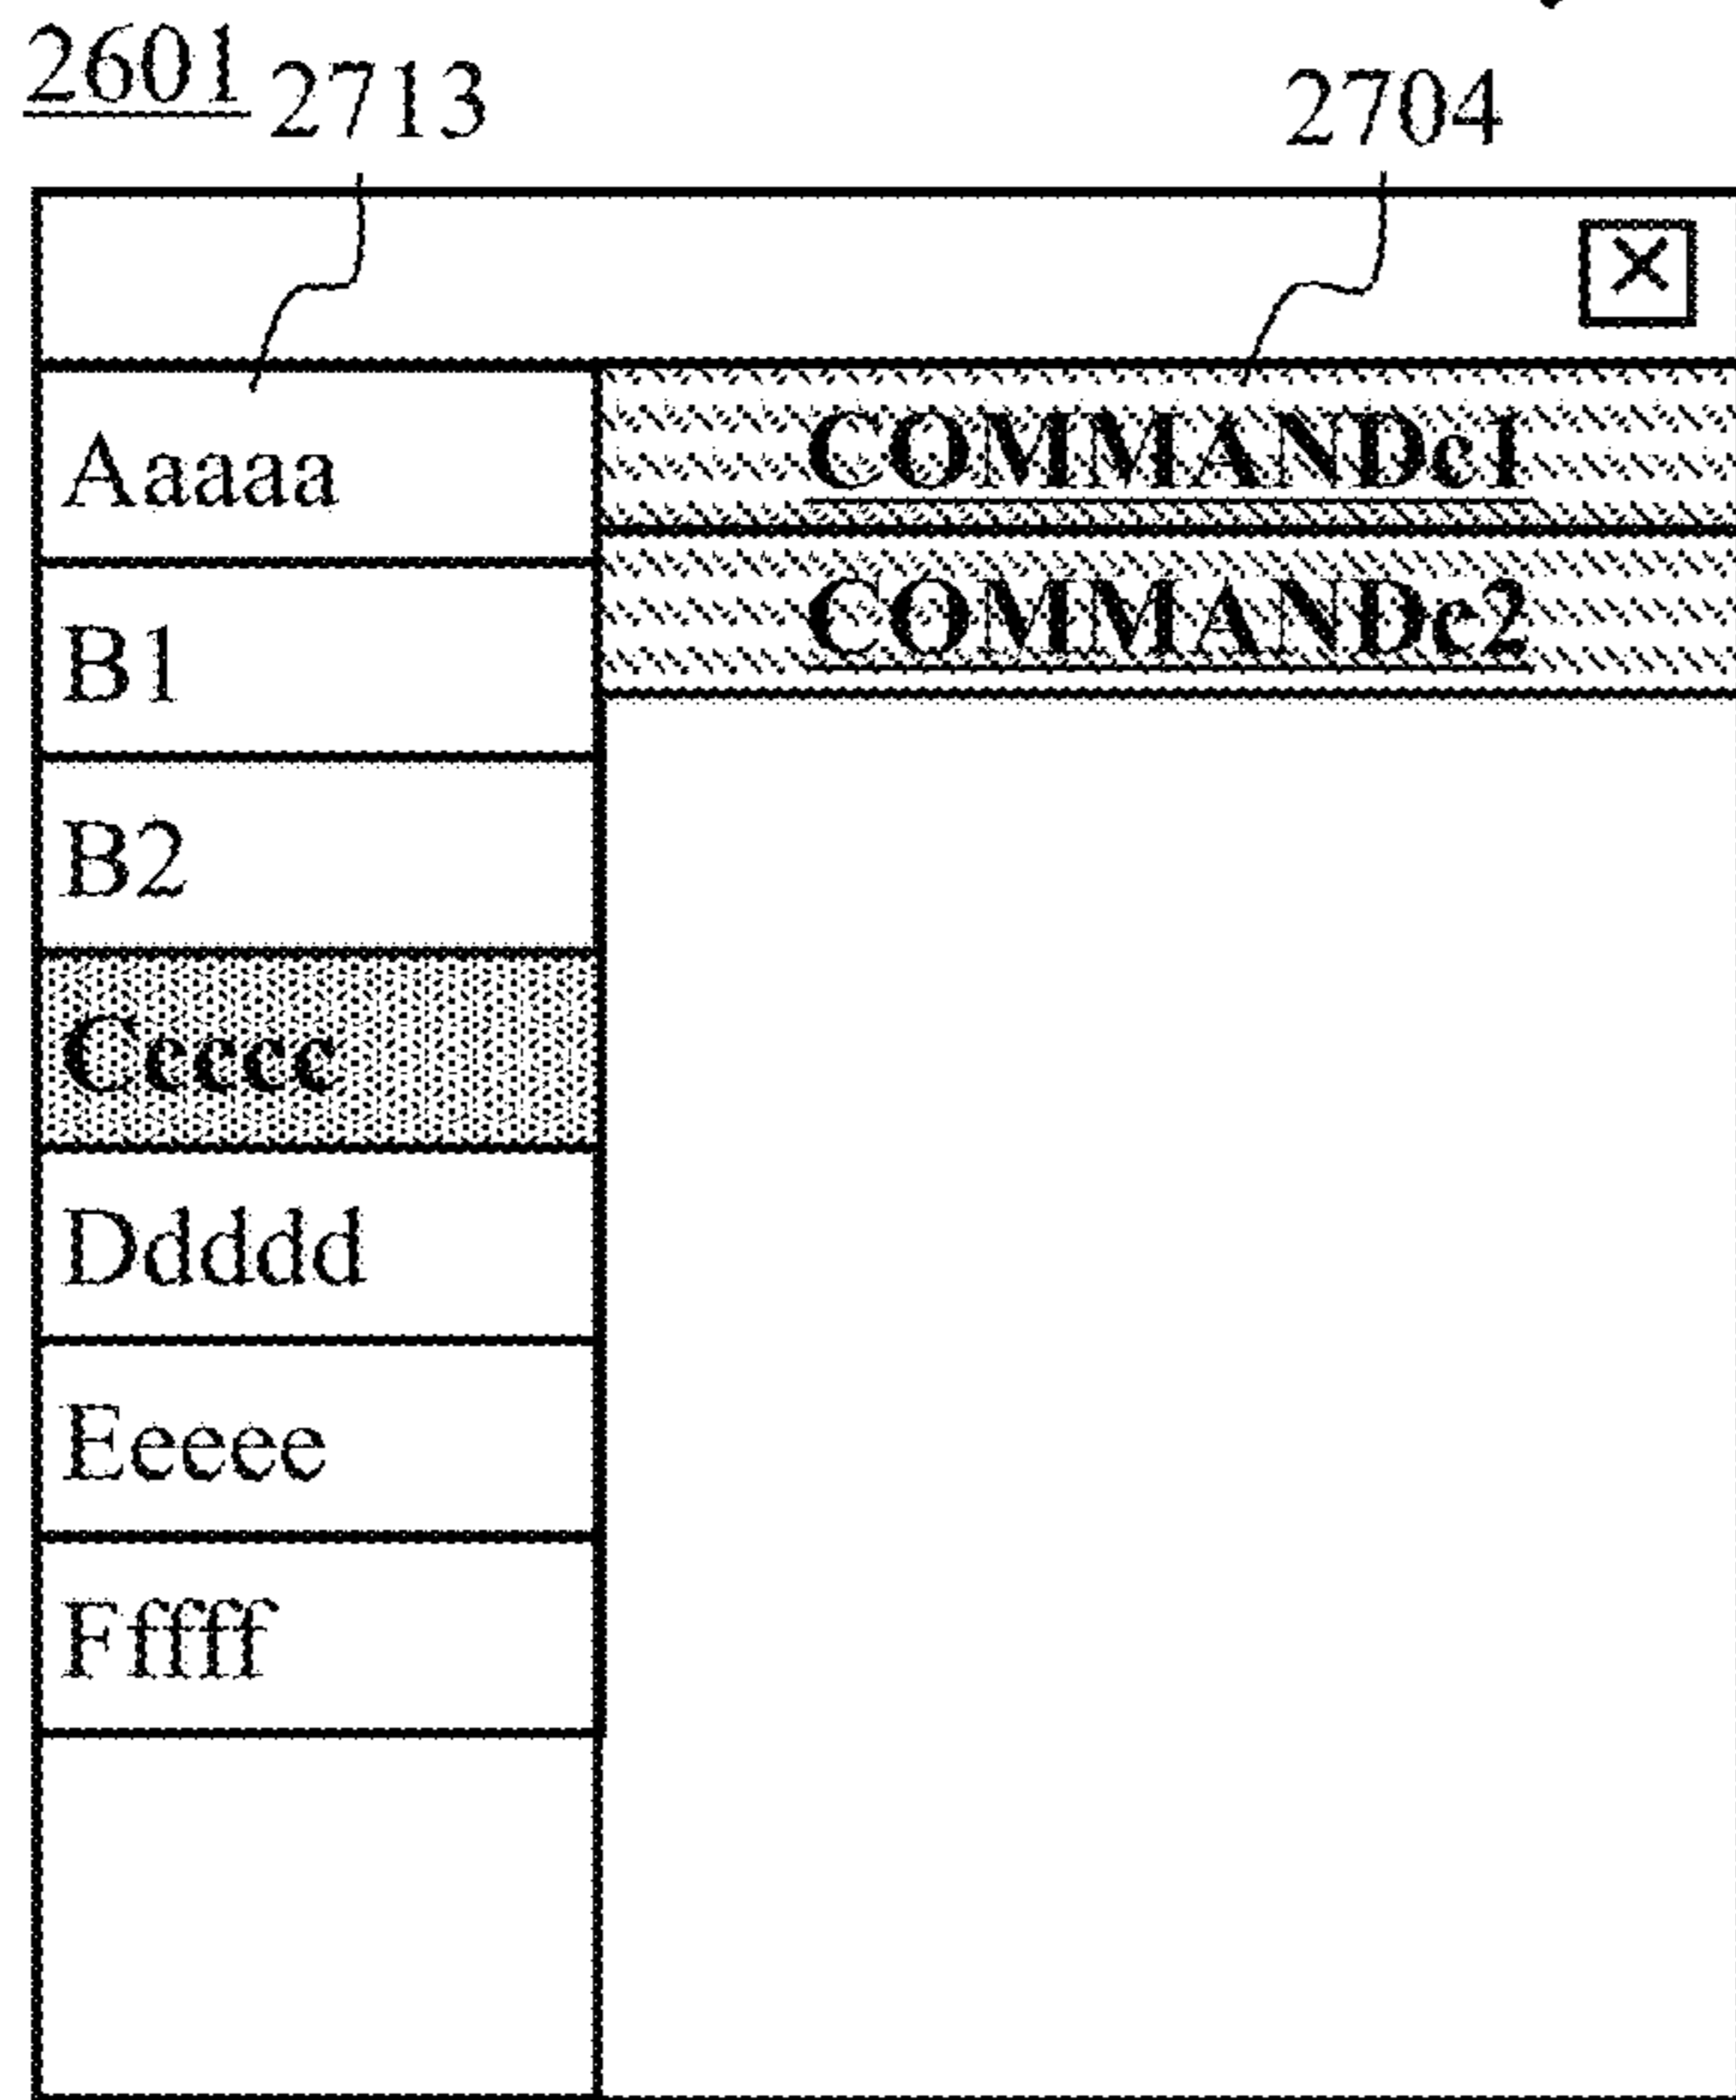 2601 2713 2704
×
Aaaaa
COMMANDc1
B1
COMMANDc2
B2
Ccccc
Ddddd
Eeeee
Fffff